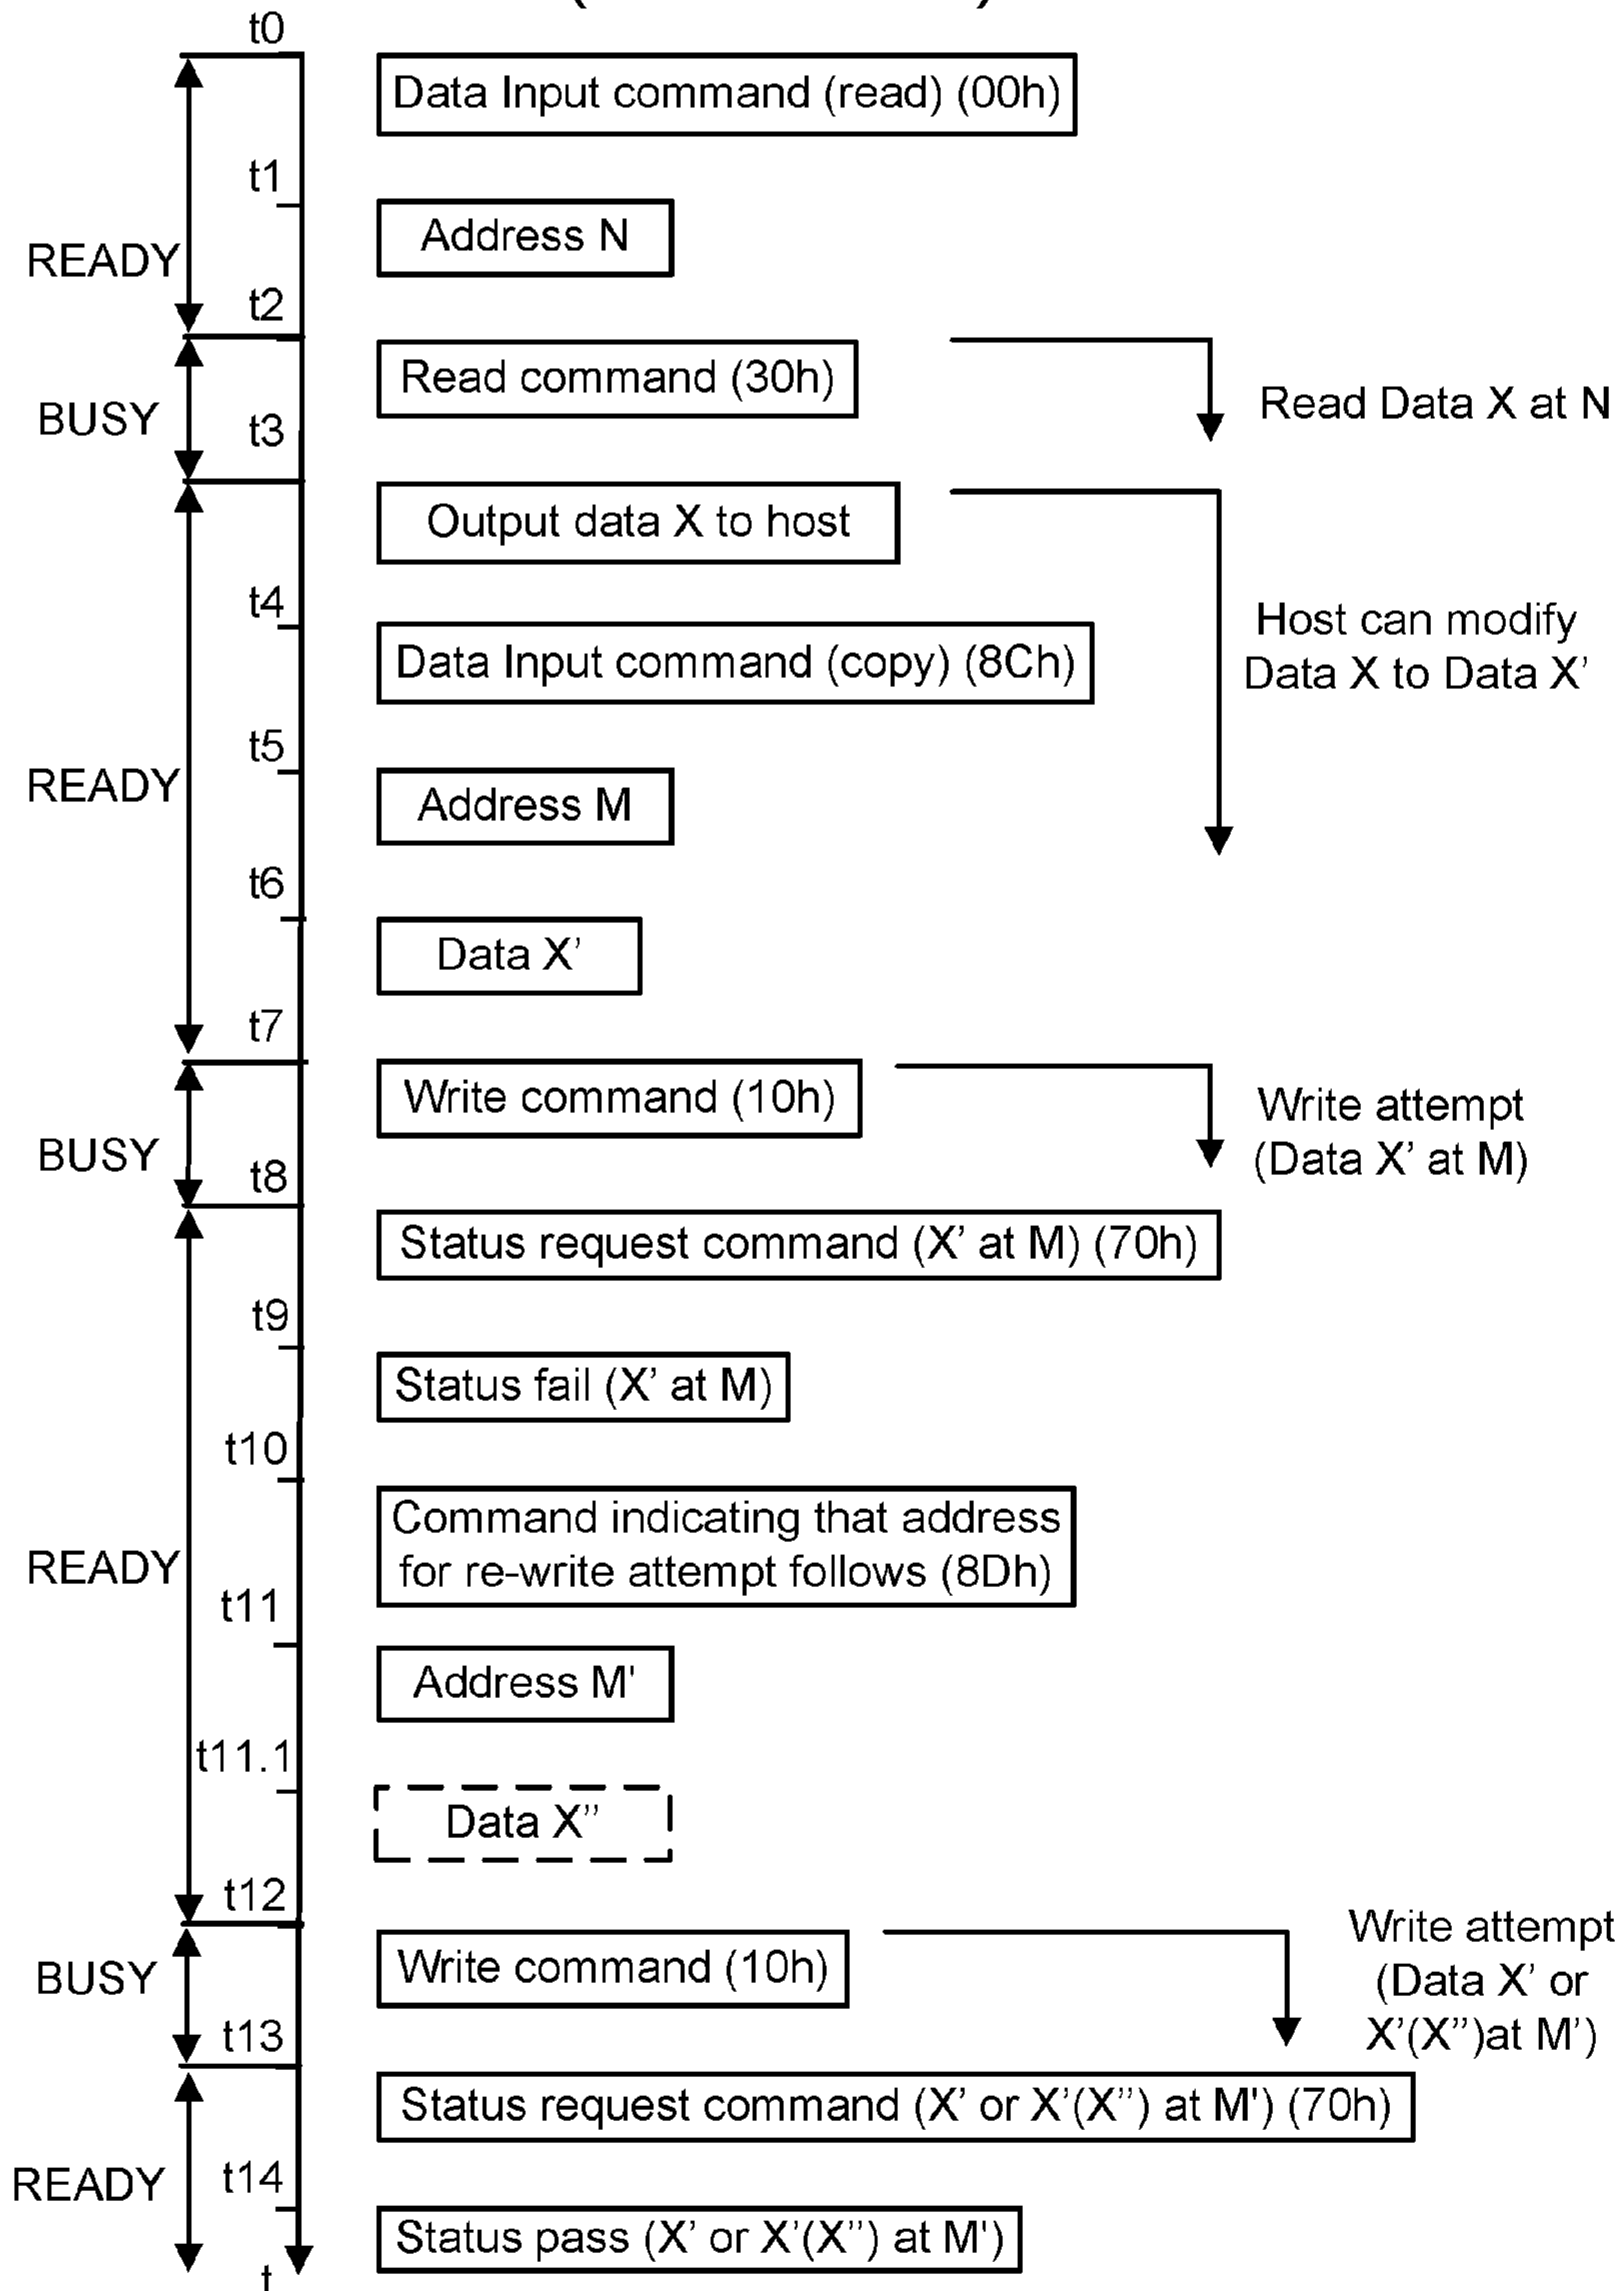 t0
Data Input command (read) (00h)
t1
Address N
READY
t2
Read command (30h)
Read Data X at N
BUSY
t3
Output data X to host
t4
Host can modify
Data X to Data X’
Data Input command (copy) (8Ch)
t5
READY
Address M
t6
Data X’
t7
Write command (10h)
Write attempt
(Data X’ at M)
BUSY
t8
Status request command (X’ at M) (70h)
t9
Status fail (X’ at M)
t10
Command indicating that address
for re-write attempt follows (8Dh)
READY
t11
Address M'
t11.1
Data X’’
t12
Write command (10h)
Write attempt
(Data X’ or
X’(X’’)at M’)
BUSY
t13
Status request command (X’ or X’(X’’) at M') (70h)
READY
t14
Status pass (X’ or X’(X’’) at M')
t